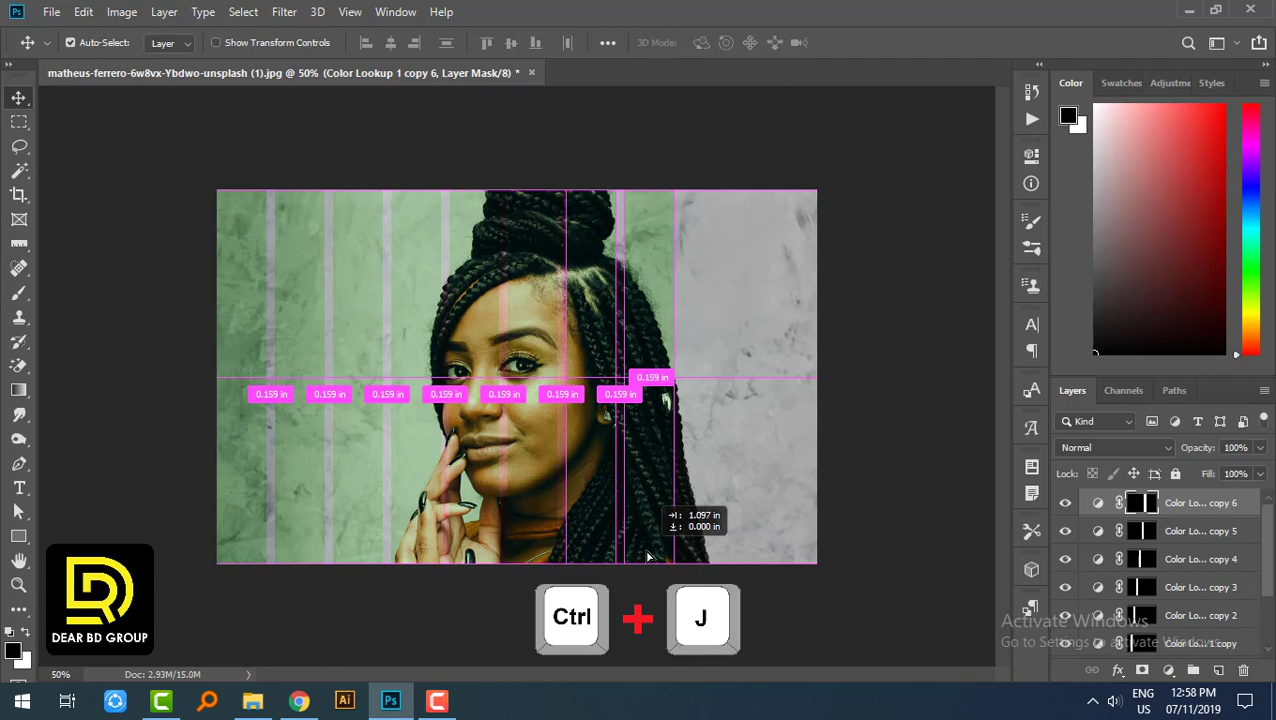 Ps File Edit Image Layer Type Select Filter 3D View Window Help
Auto-Select: Layer Show Transform Controls 3D Mode:
matheus-ferrero-6w8vx-Ybdwo-unsplash (1).jpg @ 50% (Color Lookup 1 copy 6, Layer Mask/8) *
Color Swatches Adjustme Styles
0.159 in
0.159 in 0.159 in 0.159 in 0.159 in 0.159 in 0.159 in 0.159 in
Layers Channels Paths
Kind
Normal Opacity: 100%
Lock: Fill: 100%
Color Lo... copy 6
1.097 in
0.000 in
Color Lo... copy 5
Color Lo... copy 4
Color Lo... copy 3
Color Lo... copy 2
Color Lo... 1 copy
DEAR BD GROUP
Ctrl + J
Activate Windows
Go to Settings to activate Windows.
50% Doc: 2.93M/15.0M
Ai Ps
ENG 12:58 PM
US 07/11/2019